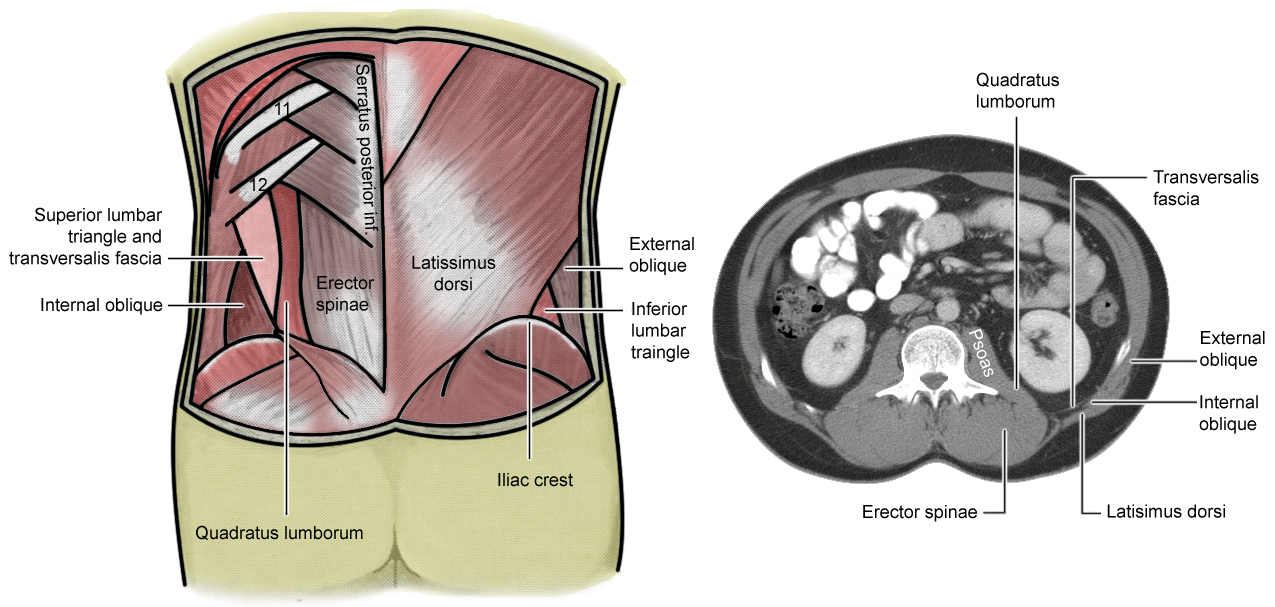 Serratus posterior inf.
11
12
Superior lumbar
triangle and
transversalis fascia
Internal oblique
Erector
spinae
Latissimus
dorsi
External
oblique
Inferior
lumbar
traingle
Iliac crest
Quadratus lumborum
Quadratus
lumborum
Transversalis
fascia
Psoas
External
oblique
Internal
oblique
Erector spinae
Latisimus dorsi